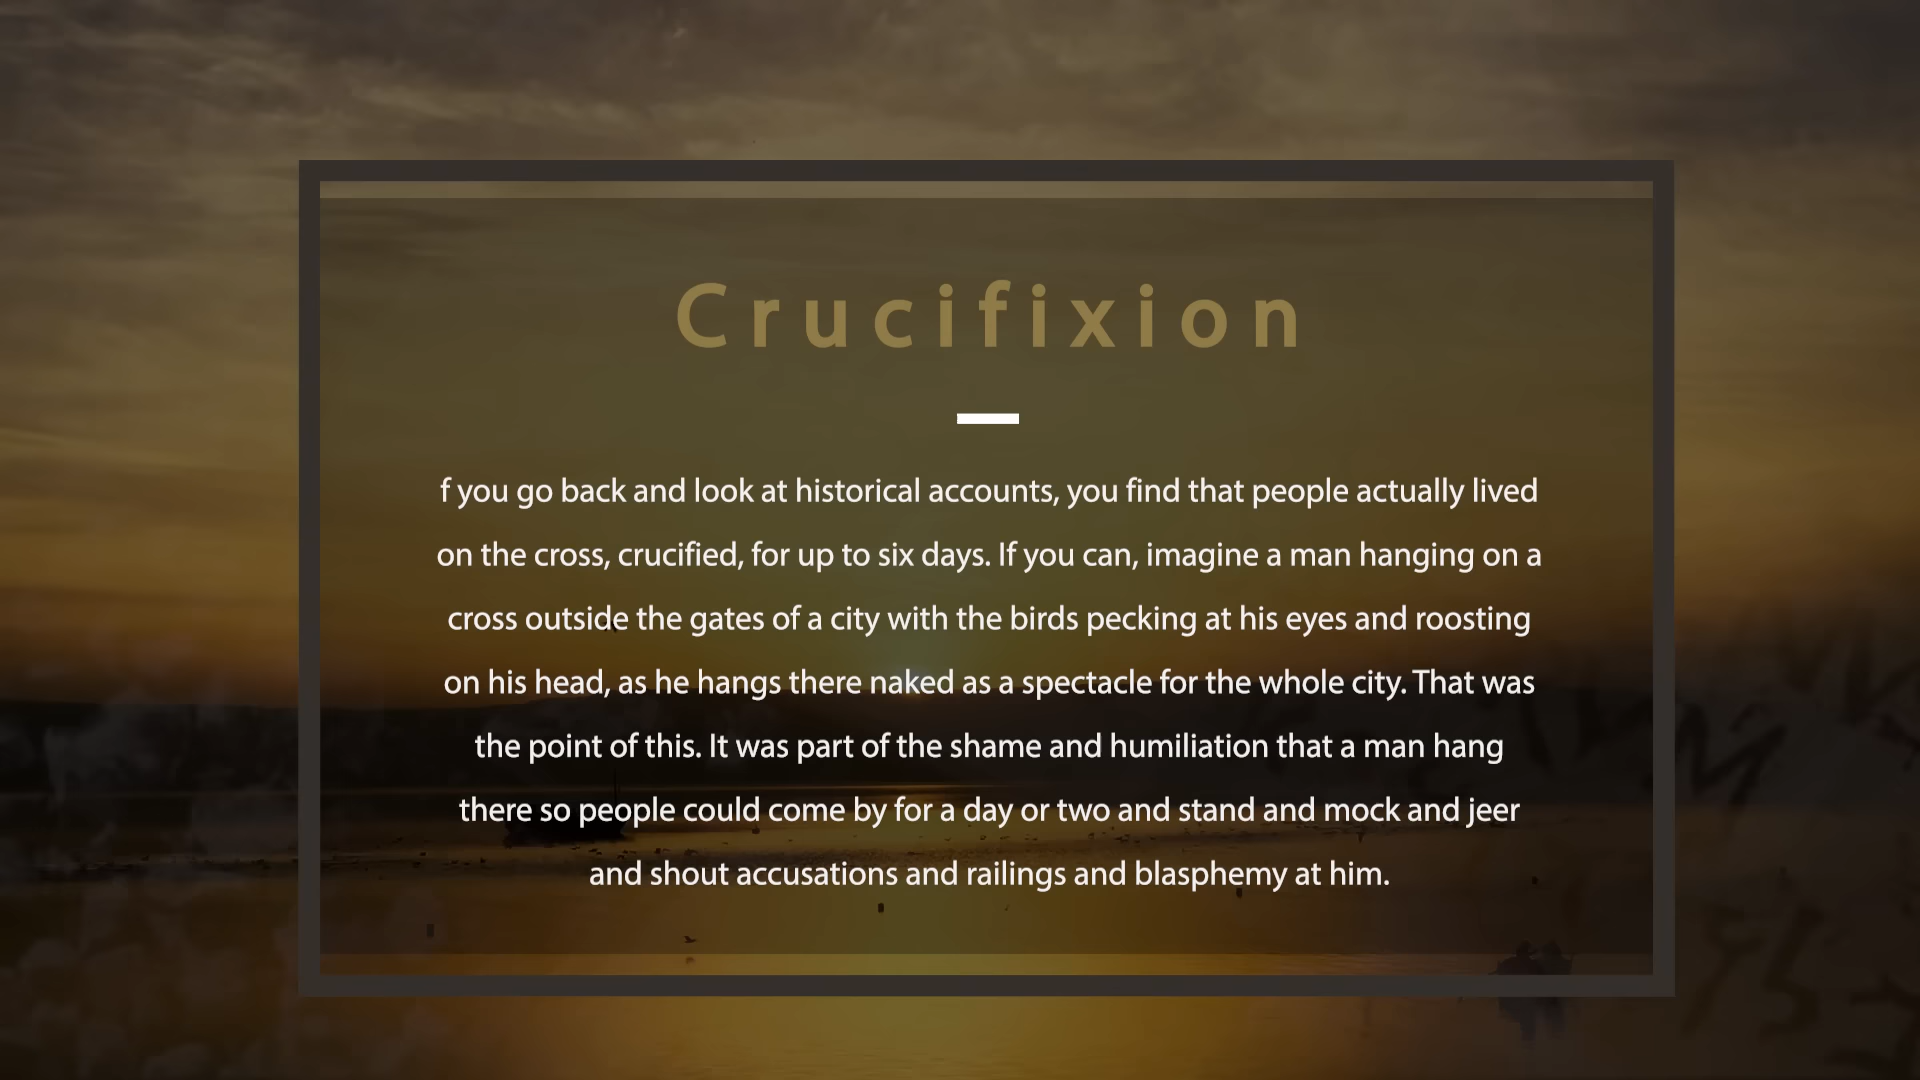 Crucifixion
f you go back and look at historical accounts, you find that people actually lived
on the cross, crucified, for up to six days. If you can, imagine a man hanging on a
cross outside the gates of a city with the birds pecking at his eyes and roosting
on his head, as he hangs there naked as a spectacle for the whole city. That was
the point of this. It was part of the shame and humiliation that a man hang
there so people could come by for a day or two and stand and mock and jeer
and shout accusations and railings and blasphemy at him.